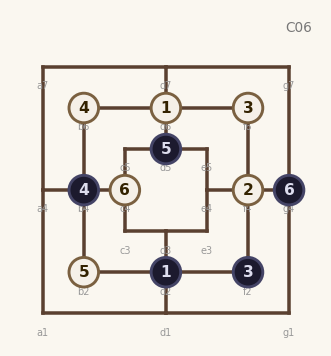 C06
a7 d7 g7
4 1 3
b6 d6 f6
5
c5 d5 e5
4 6 2 6
a4 b4 c4 e4 f4 g4
c3 d3 e3
5 1 3
b2 d2 f2
a1 d1 g1